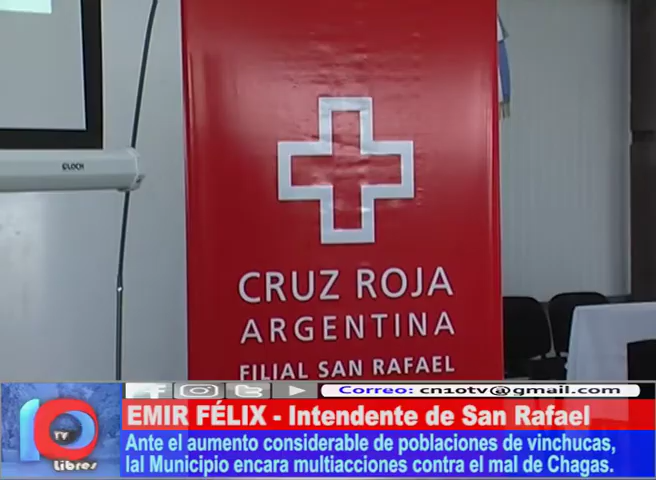 GLOCH
CRUZ ROJA
ARGENTINA
FILIAL SAN RAFAEL
Correo: cn10tv@gmail.com
10
TV
Libres
EMIR FÉLIX - Intendente de San Rafael
Ante el aumento considerable de poblaciones de vinchucas,
lal Municipio encara multiacciones contra el mal de Chagas.